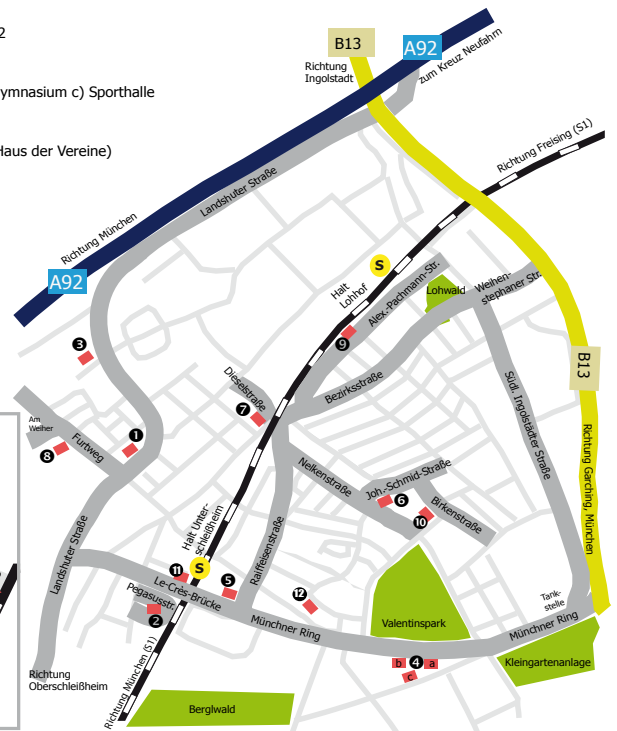 2
ymnasium c) Sporthalle
Haus der Vereine)
B13
A92
Richtung
Ingolstadt
zum Kreuz Neufahrn
Richtung Freising (S1)
Landshuter Straße
Richtung München
A92
S
Halt
Lohhof
Alex.-Pachmann-Str.
Lohwald
Weihen-
stephaner Str.
9
3
Bezirksstraße
B13
Dieselstraße
7
Südl. Ingolstädter Straße
Am
Weiher
8
Furtweg
1
Nelkenstraße
Joh.-Schmid-Straße
6
10
Birkenstraße
Richtung Garching, München
Landshuter Straße
Halt Unter-
schleißheim
S
Raiffeisenstraße
11
Le-Crès-Brücke
5
Pegasusstr.
2
12
Münchner Ring
Valentinspark
Tank-
stelle
Münchner Ring
b
4
a
c
Kleingartenanlage
Richtung
Oberschleißheim
Richtung München (S1)
Berglwald